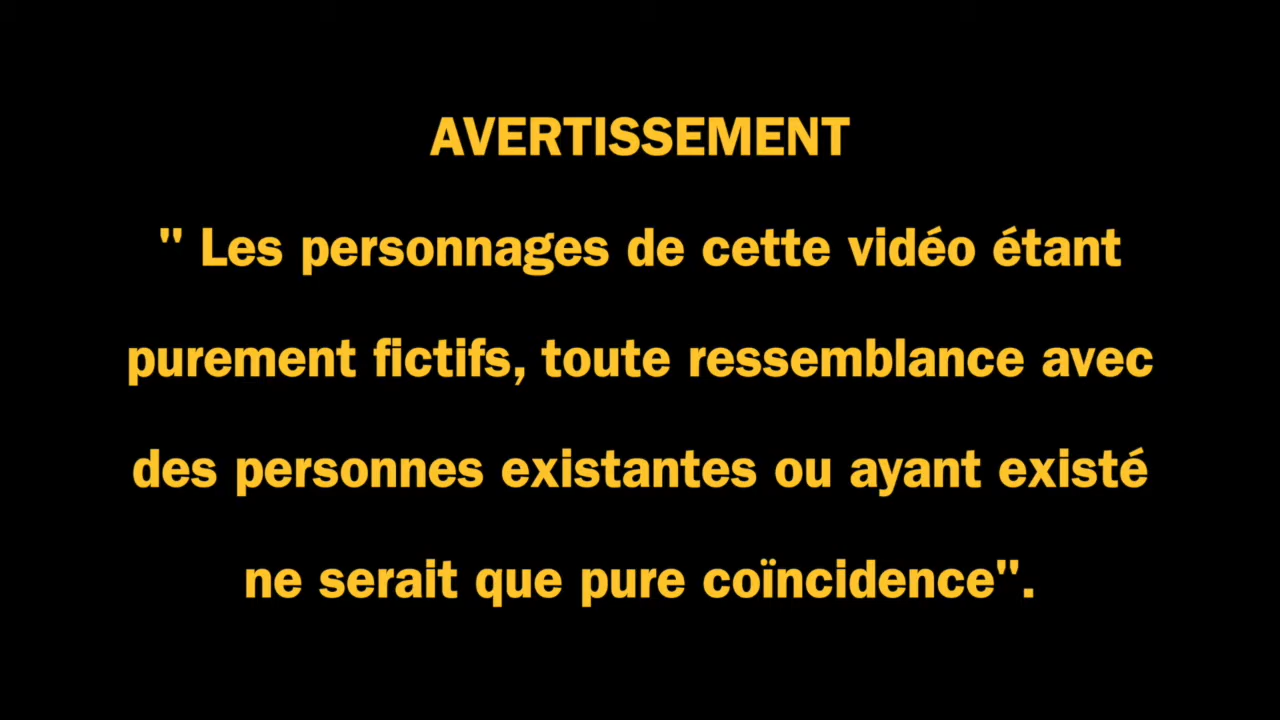 AVERTISSEMENT
" Les personnages de cette vidéo étant
purement fictifs, toute ressemblance avec
des personnes existantes ou ayant existé
ne serait que pure coïncidence".